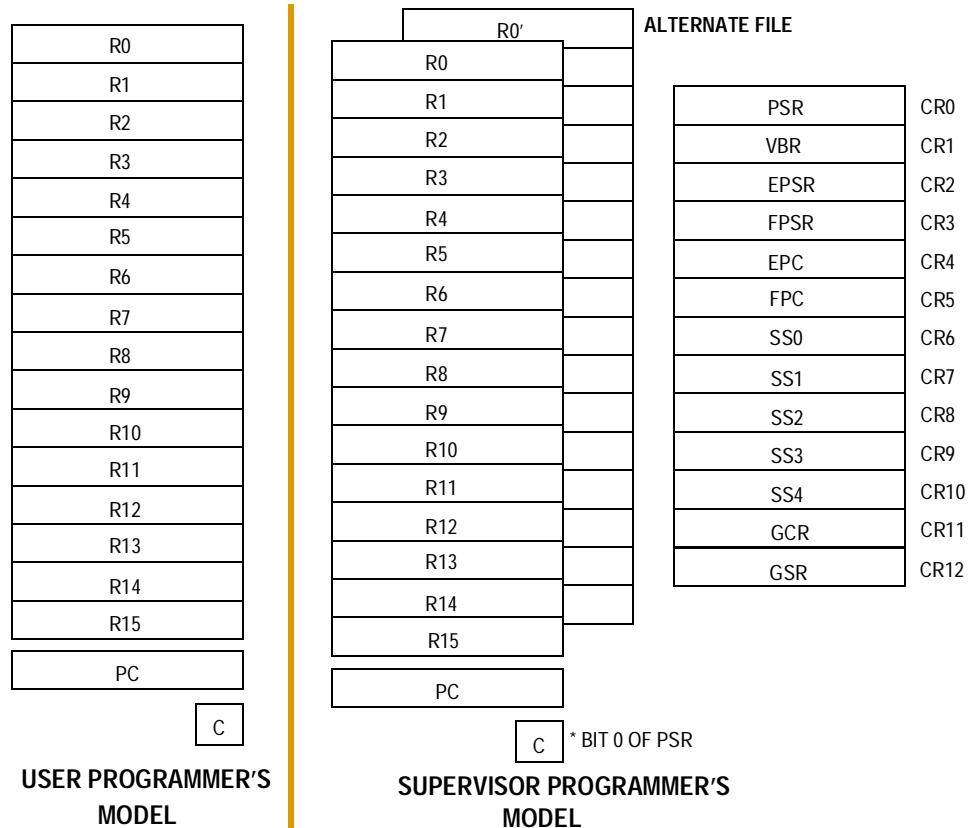 R0
R1
R2
R3
R4
R5
R6
R7
R8
R9
R10
R11
R12
R13
R14
R15
PC
C
USER PROGRAMMER’S
MODEL
ALTERNATE FILE
R0′
R0
R1
R2
R3
R4
R5
R6
R7
R8
R9
R10
R11
R12
R13
R14
R15
PC
C * BIT 0 OF PSR
SUPERVISOR PROGRAMMER’S
MODEL
PSR CR0
VBR CR1
EPSR CR2
FPSR CR3
EPC CR4
FPC CR5
SS0 CR6
SS1 CR7
SS2 CR8
SS3 CR9
SS4 CR10
GCR CR11
GSR CR12